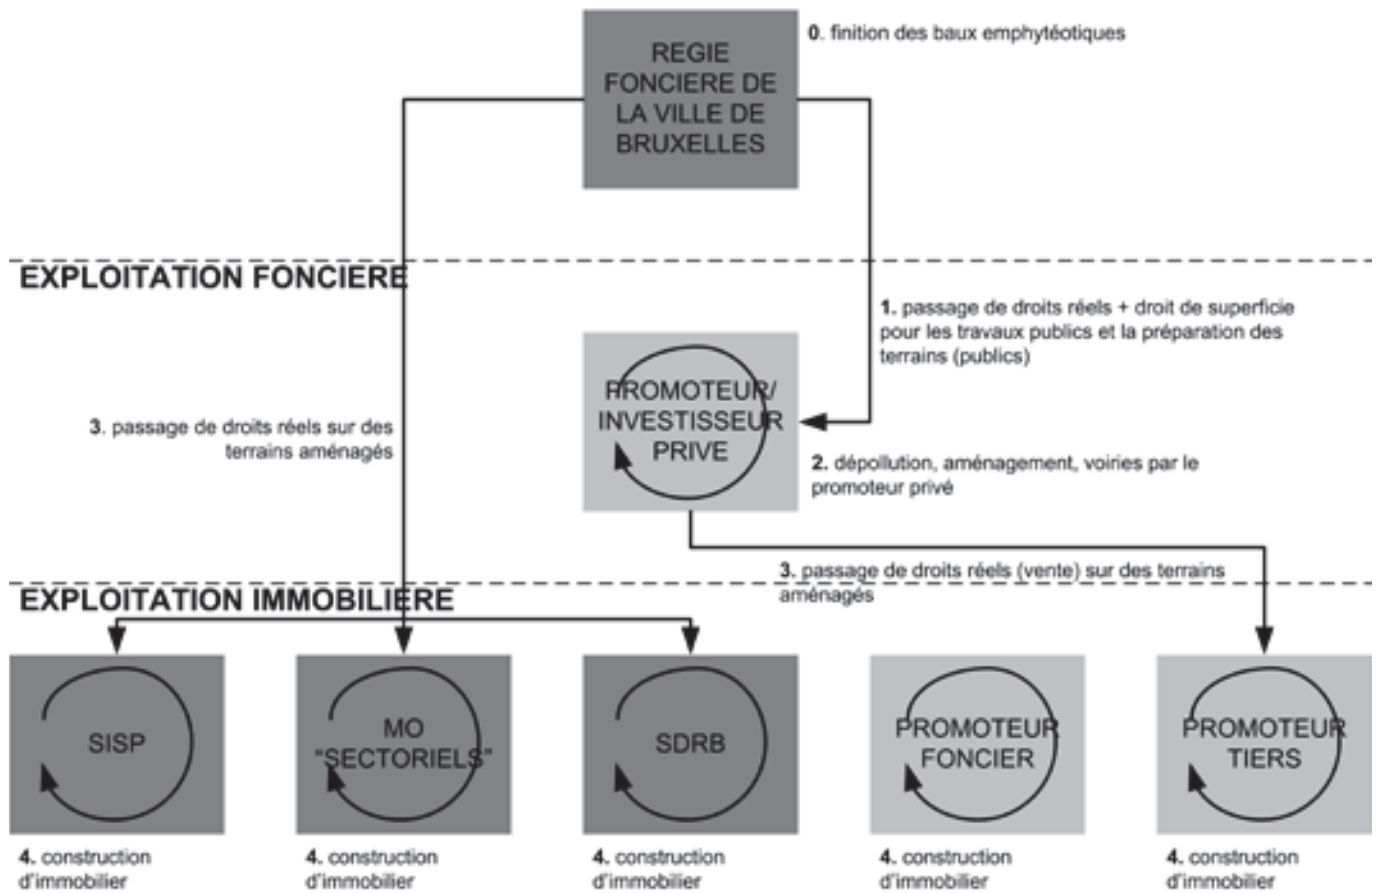 REGIE
FONCIERE DE
LA VILLE DE
BRUXELLES
0. finition des baux emphytéotiques
EXPLOITATION FONCIERE
1. passage de droits réels + droit de superficie
pour les travaux publics et la préparation des
terrains (publics)
PROMOTEUR/
INVESTISSEUR
PRIVE
3. passage de droits réels sur des
terrains aménagés
2. dépollution, aménagement, voiries par le
promoteur privé
3. passage de droits réels (vente) sur des terrains
aménagés
EXPLOITATION IMMOBILIERE
SISP
MO
"SECTORIELS"
SDRB
PROMOTEUR
FONCIER
PROMOTEUR
TIERS
4. construction
d'immobilier
4. construction
d'immobilier
4. construction
d'immobilier
4. construction
d'immobilier
4. construction
d'immobilier